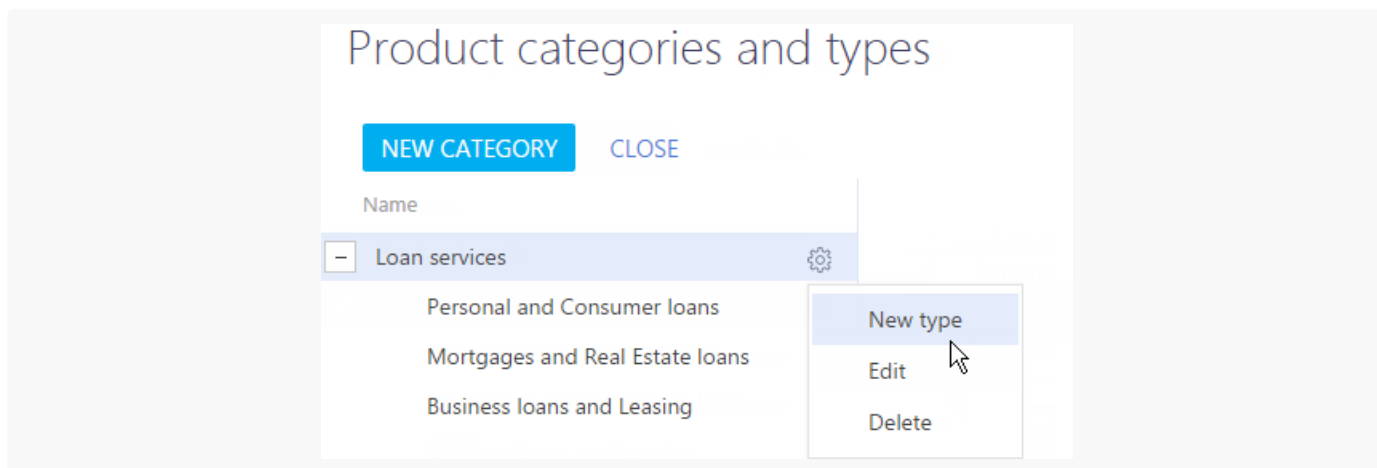 Product categories and types
NEW CATEGORY CLOSE
Name
Loan services
Personal and Consumer loans
New type
Mortgages and Real Estate loans
Edit
Business loans and Leasing
Delete